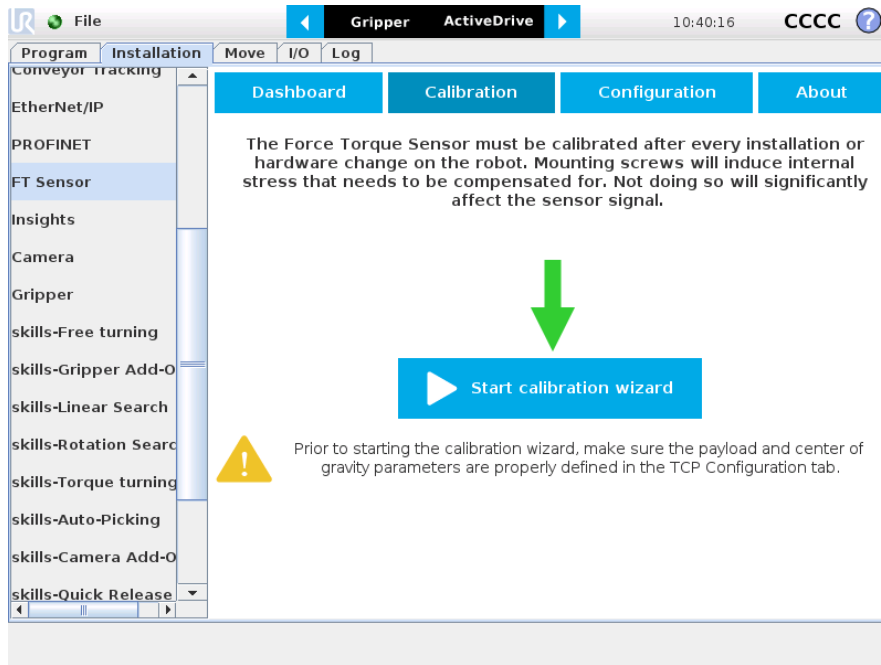 UR File Gripper ActiveDrive 10:40:16 CCCC ?
Program Installation Move I/O Log
Conveyor Tracking
EtherNet/IP
PROFINET
FT Sensor
Insights
Camera
Gripper
skills-Free turning
skills-Gripper Add-O
skills-Linear Search
skills-Rotation Searc
skills-Torque turning
skills-Auto-Picking
skills-Camera Add-O
skills-Quick Release
Dashboard Calibration Configuration About
The Force Torque Sensor must be calibrated after every installation or
hardware change on the robot. Mounting screws will induce internal
stress that needs to be compensated for. Not doing so will significantly
affect the sensor signal.
Start calibration wizard
Prior to starting the calibration wizard, make sure the payload and center of
gravity parameters are properly defined in the TCP Configuration tab.